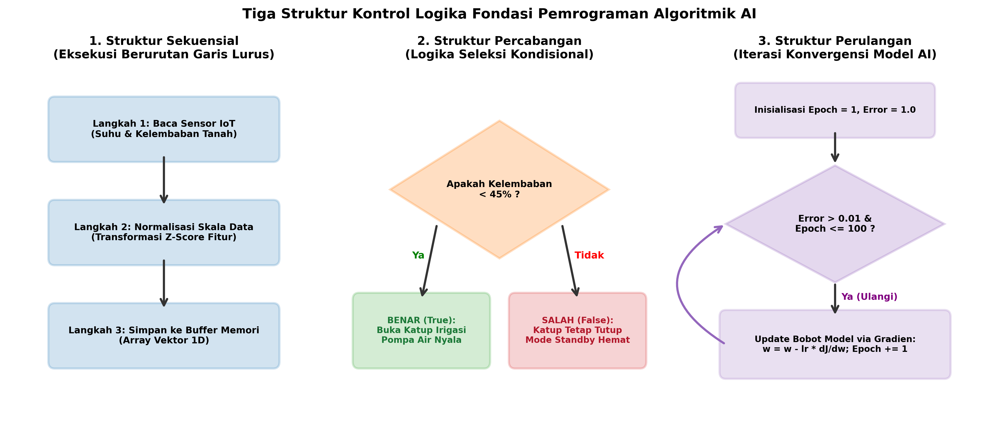 Tiga Struktur Kontrol Logika Fondasi Pemrograman Algoritmik AI
1. Struktur Sekuensial
(Eksekusi Berurutan Garis Lurus)
Langkah 1: Baca Sensor IoT
(Suhu & Kelembaban Tanah)
Langkah 2: Normalisasi Skala Data
(Transformasi Z-Score Fitur)
Langkah 3: Simpan ke Buffer Memori
(Array Vektor 1D)
2. Struktur Percabangan
(Logika Seleksi Kondisional)
Apakah Kelembaban
< 45% ?
Ya
Tidak
BENAR (True):
Buka Katup Irigasi
Pompa Air Nyala
SALAH (False):
Katup Tetap Tutup
Mode Standby Hemat
3. Struktur Perulangan
(Iterasi Konvergensi Model AI)
Inisialisasi Epoch = 1, Error = 1.0
Error > 0.01 &
Epoch <= 100 ?
Ya (Ulangi)
Update Bobot Model via Gradien:
w = w - lr * dJ/dw; Epoch += 1